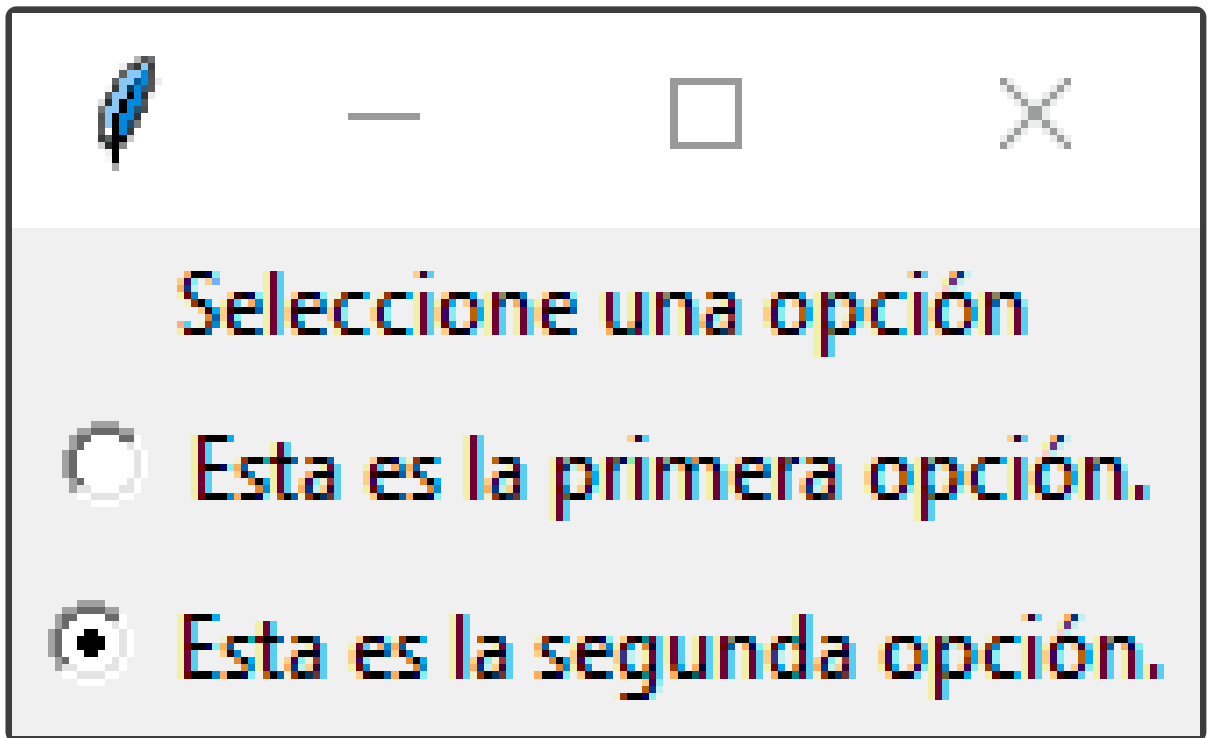 Seleccione una opción
Esta es la primera opción.
Esta es la segunda opción.